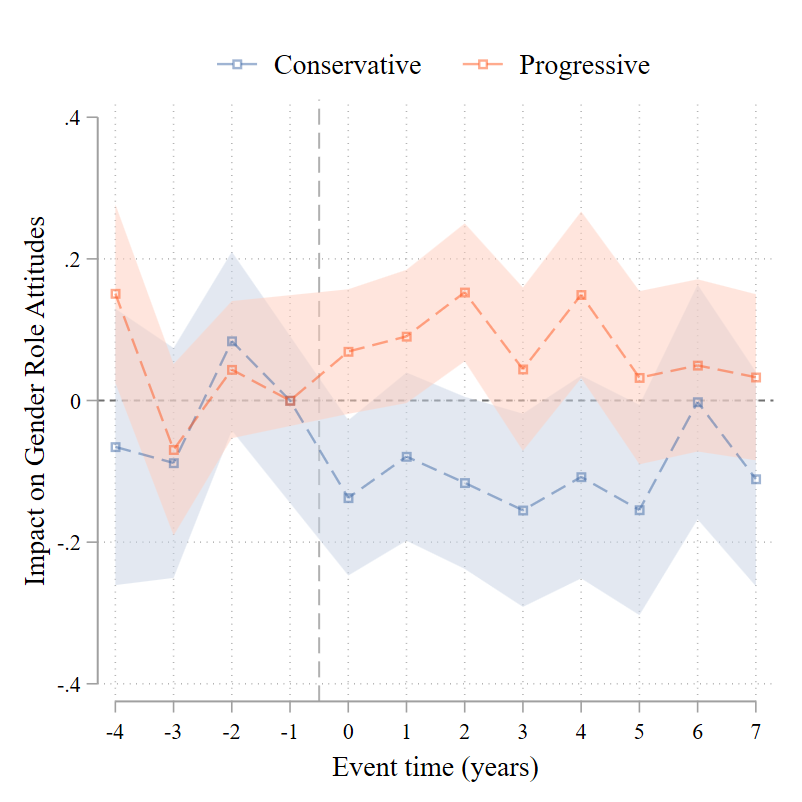 Conservative Progressive
.4
.2
0
-.2
-.4
Impact on Gender Role Attitudes
-4 -3 -2 -1 0 1 2 3 4 5 6 7
Event time (years)